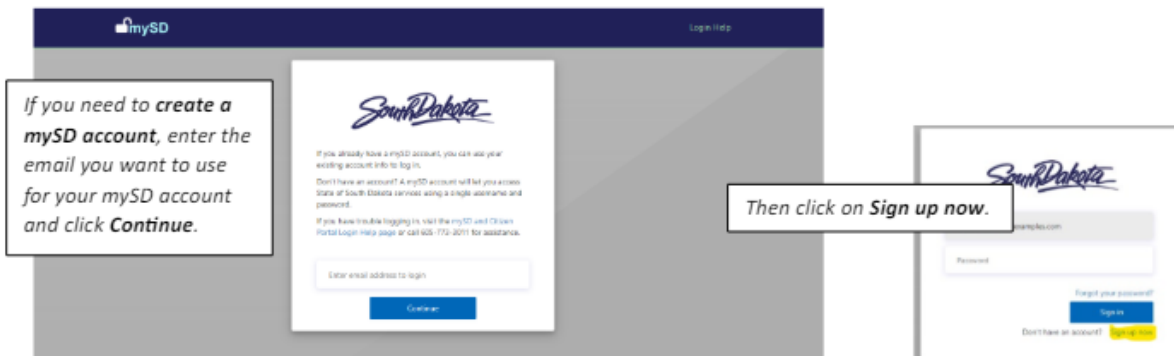 mySD
Login Help
If you need to create a
mySD account, enter the
email you want to use
for your mySD account
and click Continue.
South Dakota
If you already have a mySD account, you can use your
existing account info to log in.
Don't have an account? A mySD account will let you access
State of South Dakota services using a single username and
password.
If you have trouble logging in, visit the mySD and Citizen
Portal Login Help page or call 605-773-3011 for assistance.
Enter email address to login
Continue
Then click on Sign up now.
South Dakota
examples.com
Password
Forgot your password?
Sign in
Don't have an account? Sign up now